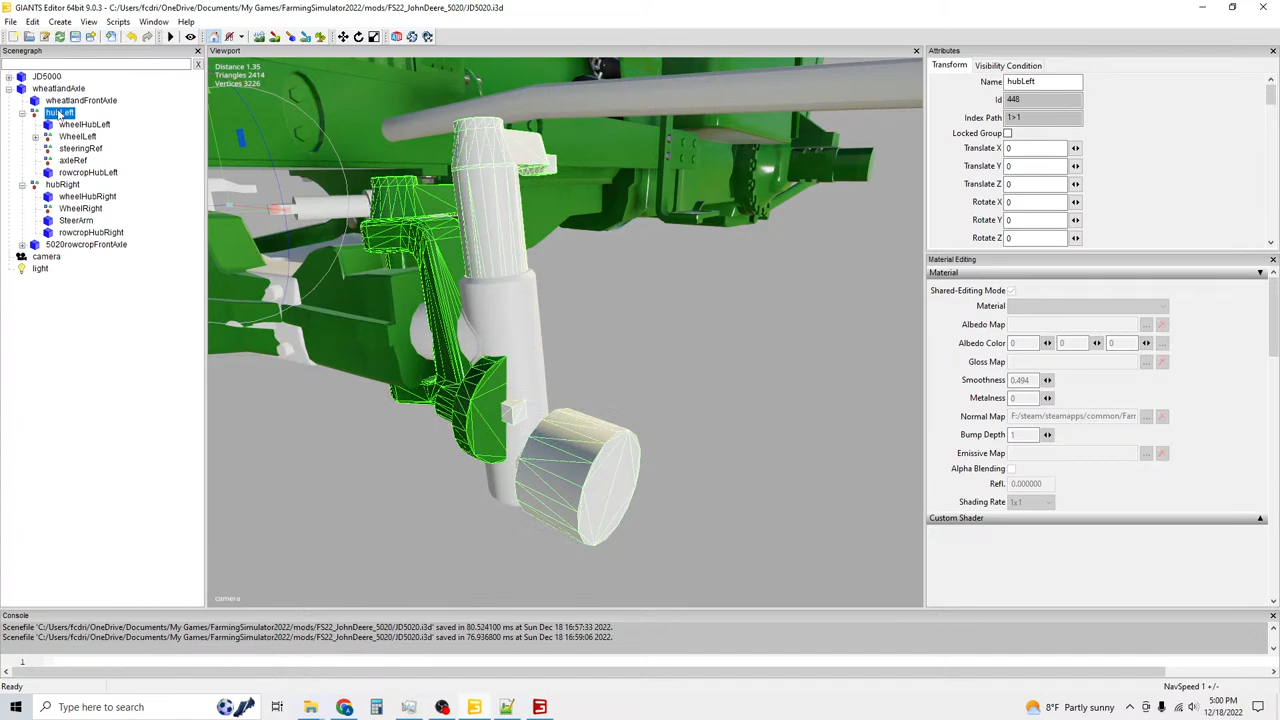 GIANTS Editor 64bit 9.0.3 - C:/Users/fcdri/OneDrive/Documents/My Games/FarmingSimulator2022/mods/FS22_JohnDeere_5020/JD5020.i3d
File Edit Create View Scripts Window Help
Scenegraph
X
JD5000
wheatlandAxle
wheatlandFrontAxle
hubLeft
wheelHubLeft
WheelLeft
steeringRef
axleRef
rowcropHubLeft
hubRight
wheelHubRight
WheelRight
SteerArm
rowcropHubRight
5020rowcropFrontAxle
camera
light
Viewport
Distance 1.35
Triangles 2414
Vertices 3226
camera
Attributes
Transform Visibility Condition
Name hubLeft
Id 448
Index Path 1>1
Locked Group
Translate X 0
Translate Y 0
Translate Z 0
Rotate X 0
Rotate Y 0
Rotate Z 0
Material Editing
Material
Shared-Editing Mode
Material
Albedo Map ...
Albedo Color 0 0 0 ...
Gloss Map ...
Smoothness 0.494
Metalness 0
Normal Map F:/steam/steamapps/common/Farr ...
Bump Depth 1
Emissive Map ...
Alpha Blending
Refl. 0.000000
Shading Rate 1x1
Custom Shader
Console
Scenefile 'C:/Users/fcdri/OneDrive/Documents/My Games/FarmingSimulator2022/mods/FS22_JohnDeere_5020/JD5020.i3d' saved in 80.524100 ms at Sun Dec 18 16:57:33 2022.
Scenefile 'C:/Users/fcdri/OneDrive/Documents/My Games/FarmingSimulator2022/mods/FS22_JohnDeere_5020/JD5020.i3d' saved in 76.936800 ms at Sun Dec 18 16:59:06 2022.
1
Ready
NavSpeed 1 +/-
Type here to search
8°F Partly sunny
5:00 PM
12/18/2022